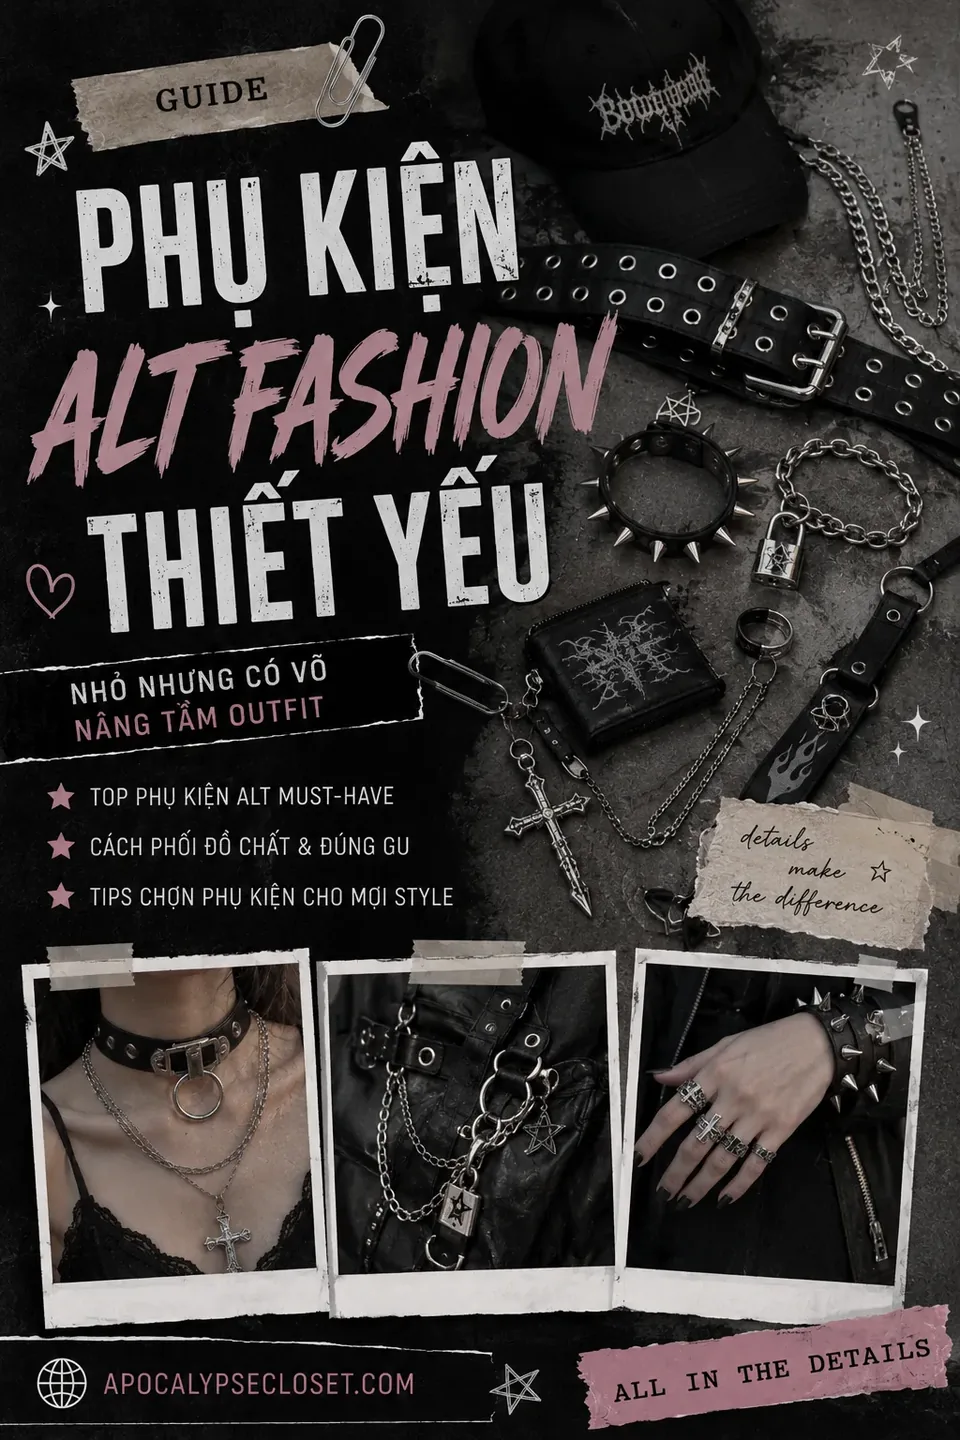 GUIDE
PHỤ KIỆN
ALT FASHION
THIẾT YẾU
NHỎ NHƯNG CÓ VÕ
NÂNG TẦM OUTFIT
TOP PHỤ KIỆN ALT MUST-HAVE
CÁCH PHỐI ĐỒ CHẤT & ĐÚNG GU
TIPS CHỌN PHỤ KIỆN CHO MỢI STYLE
details
make
the difference
APOCALYPSECLOSET.COM
ALL IN THE DETAILS